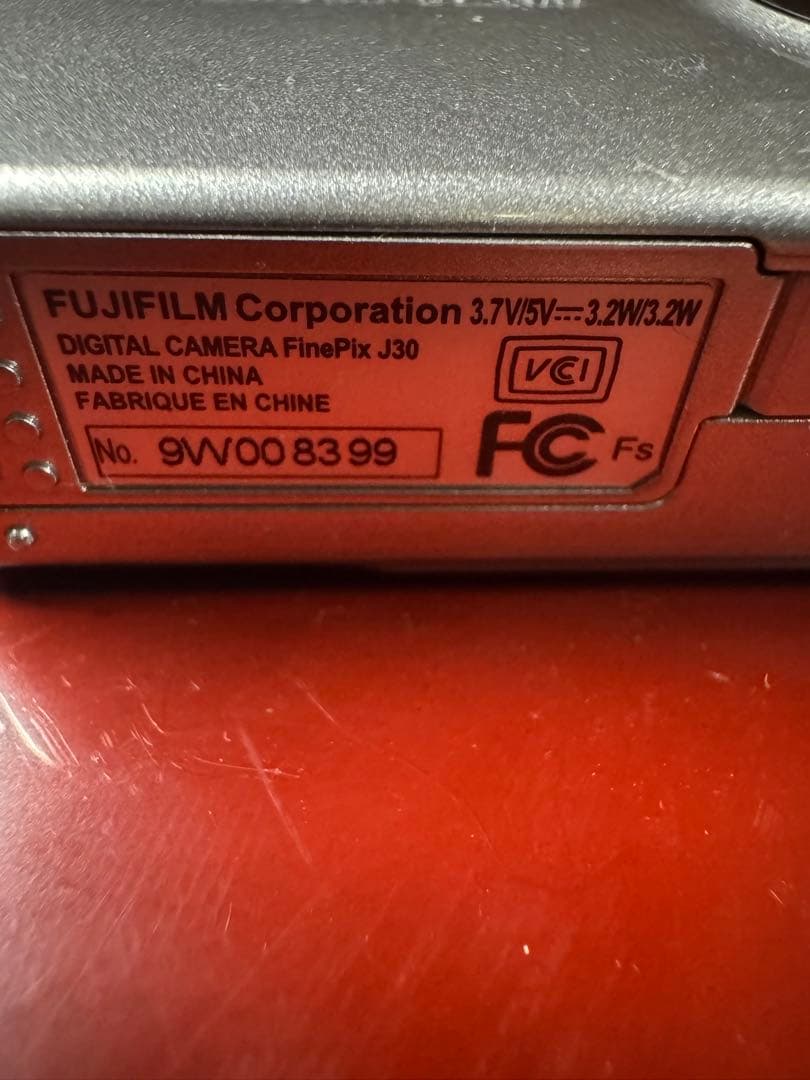 FUJIFILM Corporation 3.7V/5V⎓3.2W/3.2W
DIGITAL CAMERA FinePix J30
MADE IN CHINA
FABRIQUE EN CHINE
VCCI
No. 9W008399
FC Fs